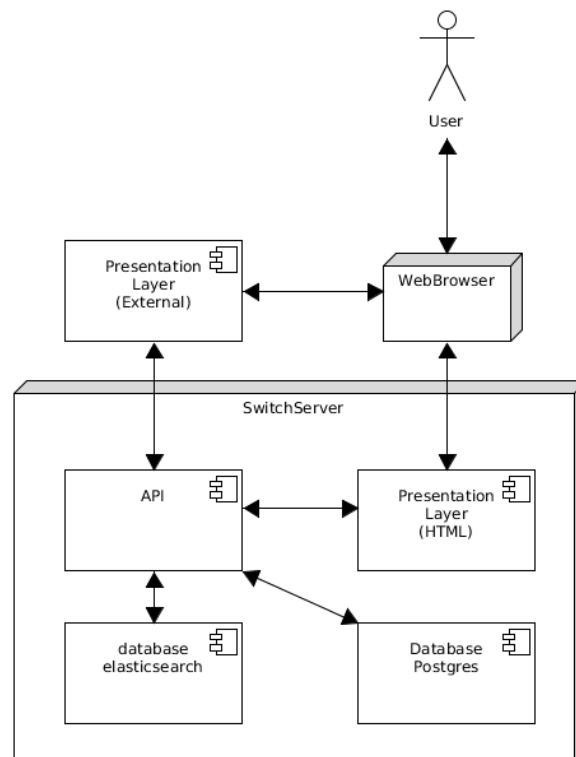 User
Presentation
Layer
(External)
WebBrowser
SwitchServer
API
Presentation
Layer
(HTML)
database
elasticsearch
Database
Postgres